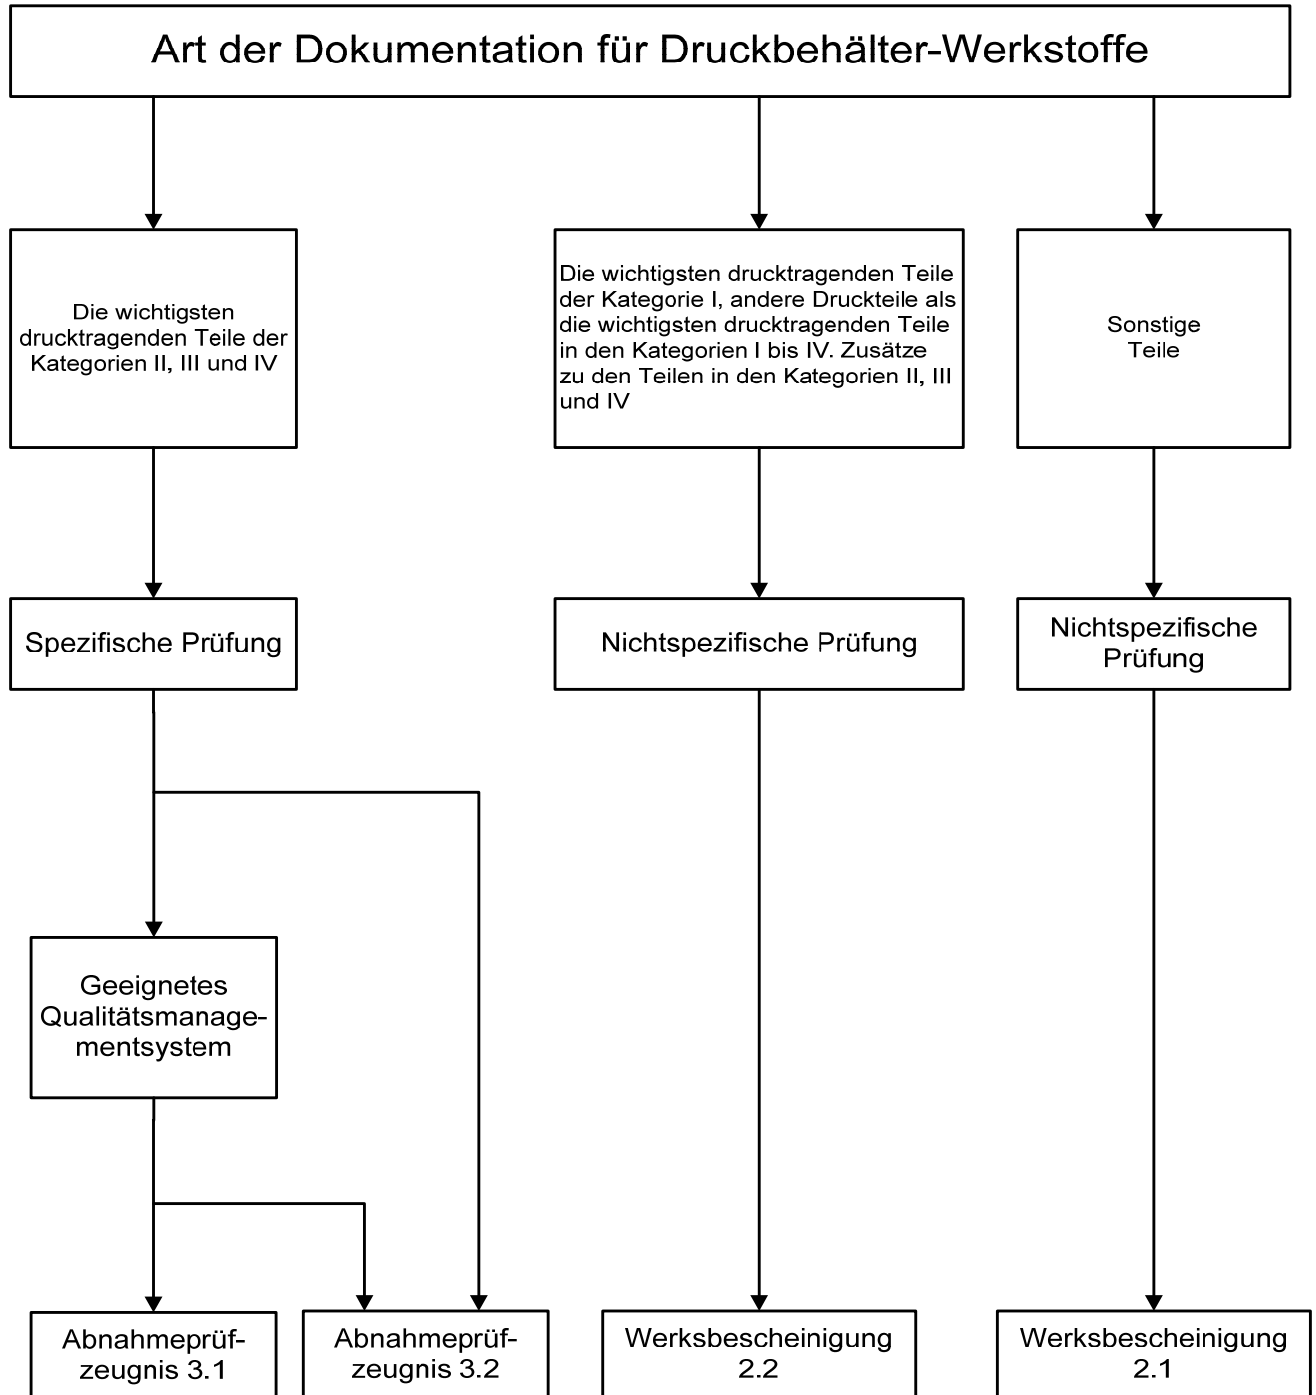 Art der Dokumentation für Druckbehälter-Werkstoffe
Die wichtigsten
drucktragenden Teile der
Kategorien II, III und IV
Die wichtigsten drucktragenden Teile
der Kategorie I, andere Druckteile als
die wichtigsten drucktragenden Teile
in den Kategorien I bis IV. Zusätze
zu den Teilen in den Kategorien II, III
und IV
Sonstige
Teile
Spezifische Prüfung
Nichtspezifische Prüfung
Nichtspezifische
Prüfung
Geeignetes
Qualitätsmanage-
mentsystem
Abnahmeprüf-
zeugnis 3.1
Abnahmeprüf-
zeugnis 3.2
Werksbescheinigung
2.2
Werksbescheinigung
2.1